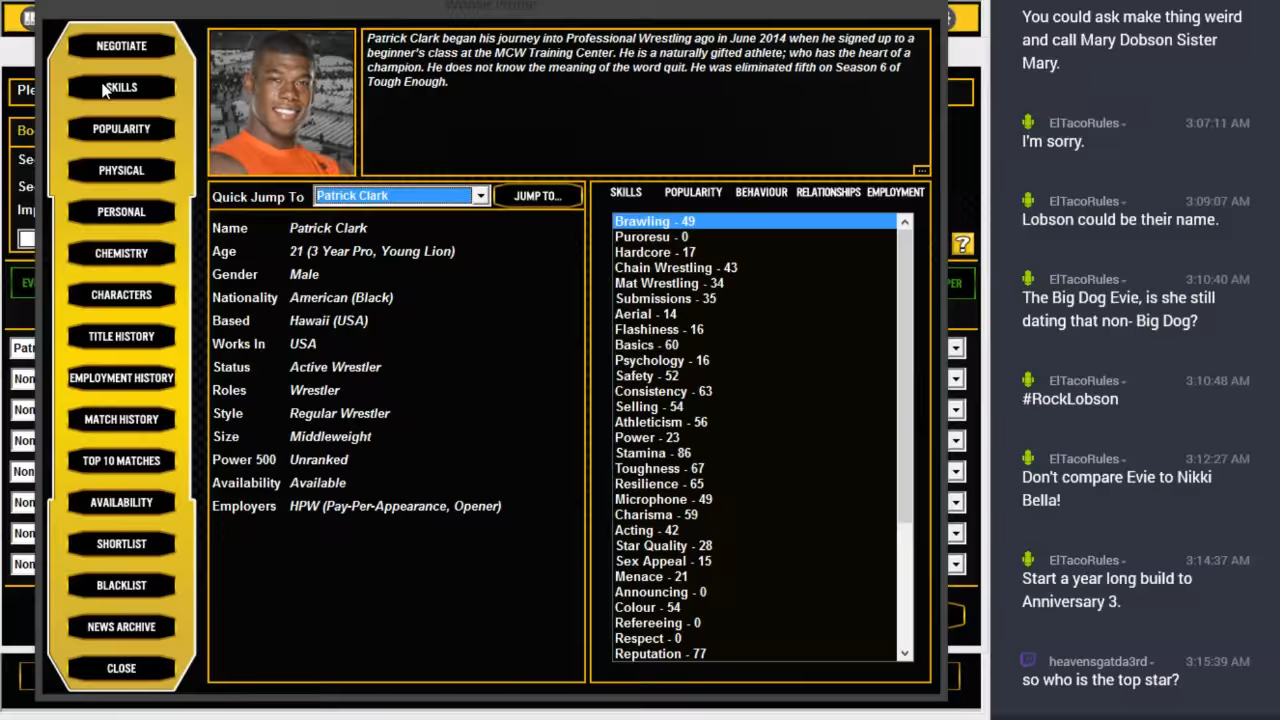 NEGOTIATE
SKILLS
POPULARITY
PHYSICAL
PERSONAL
CHEMISTRY
CHARACTERS
TITLE HISTORY
EMPLOYMENT HISTORY
MATCH HISTORY
TOP 10 MATCHES
AVAILABILITY
SHORTLIST
BLACKLIST
NEWS ARCHIVE
CLOSE
Patrick Clark began his journey into Professional Wrestling ago in June 2014 when he signed up to a
beginner's class at the MCW Training Center. He is a naturally gifted athlete; who has the heart of a
champion. He does not know the meaning of the word quit. He was eliminated fifth on Season 6 of
Tough Enough.
...
Quick Jump To Patrick Clark JUMP TO...
Name Patrick Clark
Age 21 (3 Year Pro, Young Lion)
Gender Male
Nationality American (Black)
Based Hawaii (USA)
Works In USA
Status Active Wrestler
Roles Wrestler
Style Regular Wrestler
Size Middleweight
Power 500 Unranked
Availability Available
Employers HPW (Pay-Per-Appearance, Opener)
SKILLS POPULARITY BEHAVIOUR RELATIONSHIPS EMPLOYMENT
Brawling - 49
Puroresu - 0
Hardcore - 17
Chain Wrestling - 43
Mat Wrestling - 34
Submissions - 35
Aerial - 14
Flashiness - 16
Basics - 60
Psychology - 16
Safety - 52
Consistency - 63
Selling - 54
Athleticism - 56
Power - 23
Stamina - 86
Toughness - 67
Resilience - 65
Microphone - 49
Charisma - 59
Acting - 42
Star Quality - 28
Sex Appeal - 15
Menace - 21
Announcing - 0
Colour - 54
Refereeing - 0
Respect - 0
Reputation - 77
?
You could ask make thing weird
and call Mary Dobson Sister
Mary.
ElTacoRules 3:07:11 AM
I'm sorry.
ElTacoRules 3:09:07 AM
Lobson could be their name.
ElTacoRules 3:10:40 AM
The Big Dog Evie, is she still
dating that non- Big Dog?
ElTacoRules 3:10:48 AM
#RockLobson
ElTacoRules 3:12:27 AM
Don't compare Evie to Nikki
Bella!
ElTacoRules 3:14:37 AM
Start a year long build to
Anniversary 3.
heavensgatda3rd 3:15:39 AM
so who is the top star?